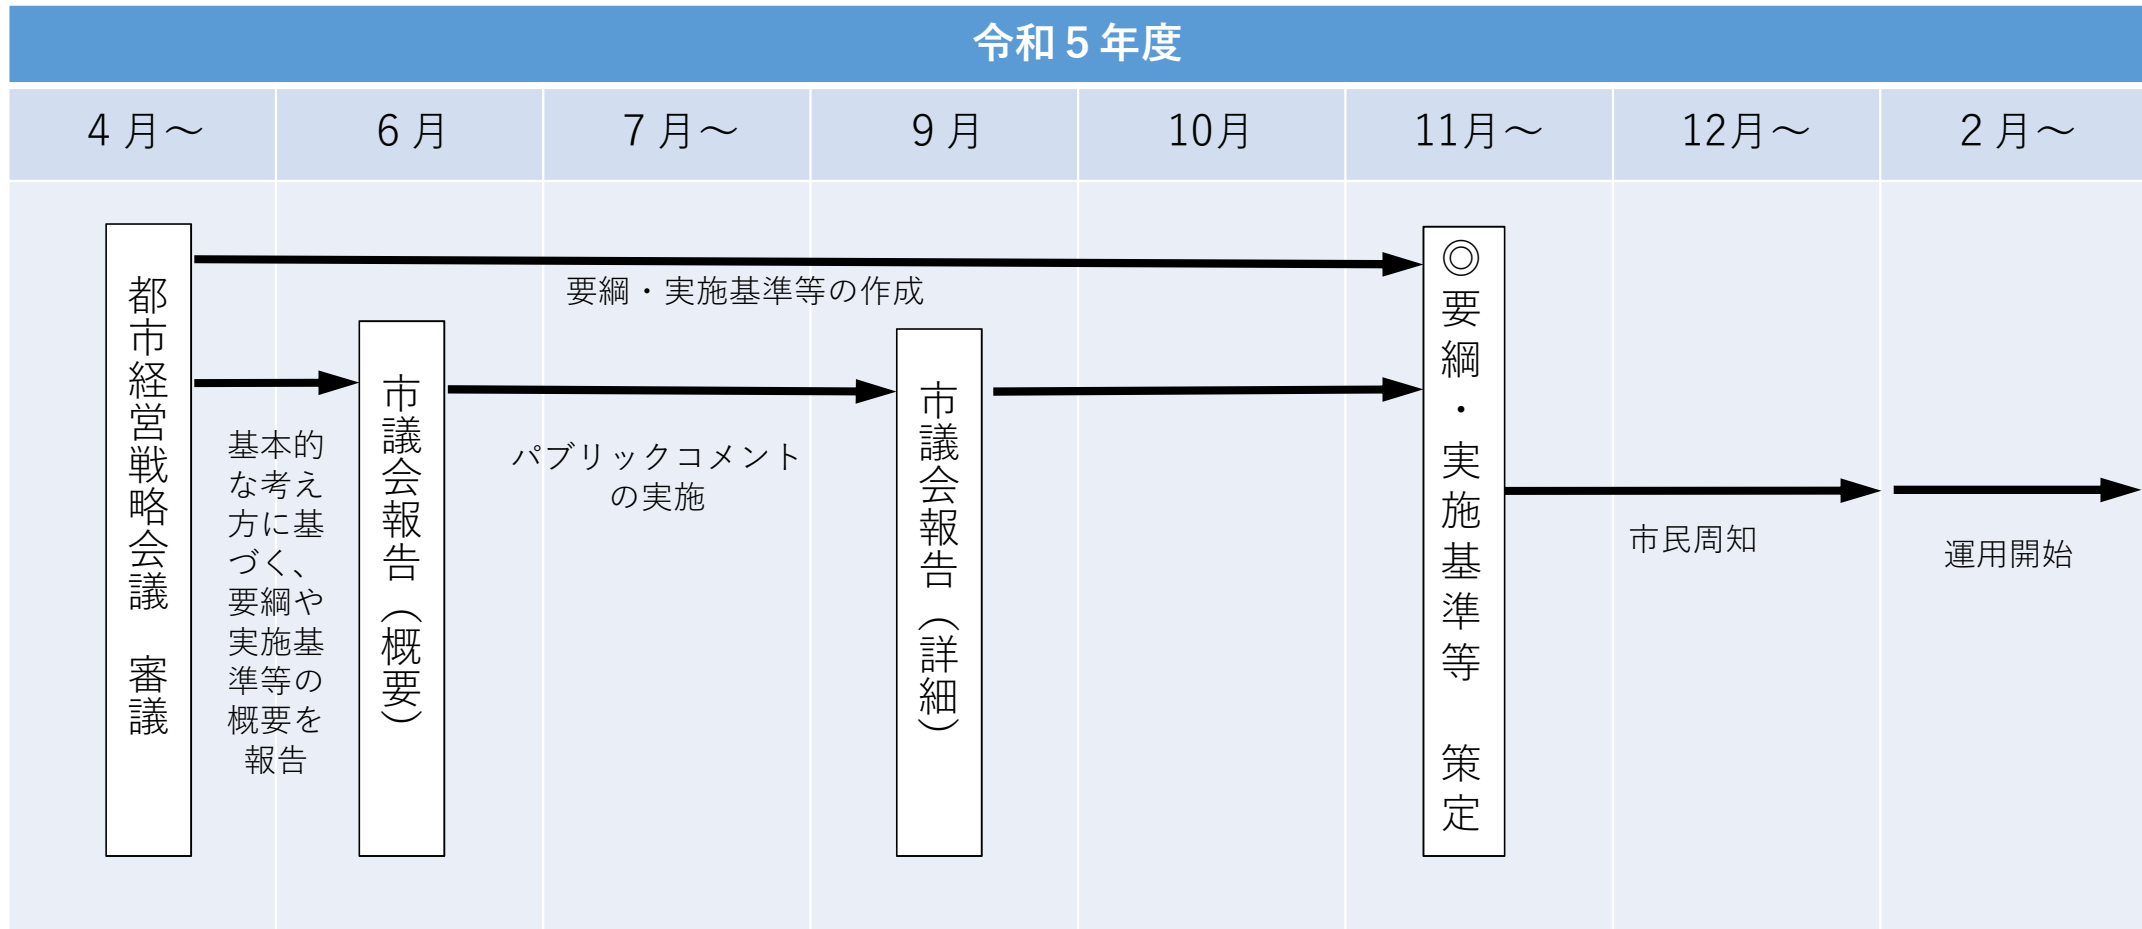 令和５年度
４月～
６月
７月～
９月
10月
11月～
12月～
２月～
都市経営戦略会議　審議
要綱・実施基準等の作成
基本的
な考え
方に基
づく、
要綱や
実施基
準等の
概要を
報告
市議会報告（概要）
パブリックコメント
の実施
市議会報告（詳細）
◎要綱・実施基準等　策定
市民周知
運用開始